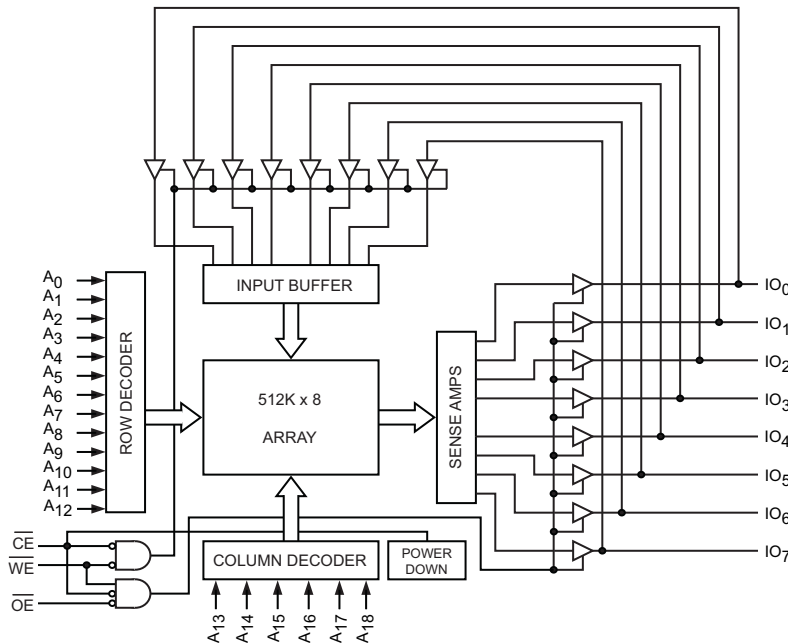 INPUT BUFFER
A0
A1
A2
A3
A4
A5
A6
A7
A8
A9
A10
A11
A12
ROW DECODER
512K x 8
ARRAY
SENSE AMPS
IO0
IO1
IO2
IO3
IO4
IO5
IO6
IO7
CE
WE
OE
COLUMN DECODER
POWER
DOWN
A13
A14
A15
A16
A17
A18